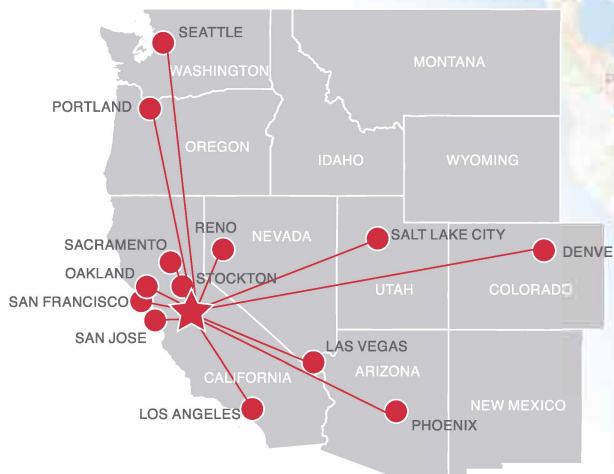 SEATTLE
WASHINGTON
MONTANA
PORTLAND
OREGON
IDAHO
WYOMING
RENO
NEVADA
SALT LAKE CITY
SACRAMENTO
DENVE
OAKLAND
STOCKTON
UTAH
COLORADO
SAN FRANCISCO
SAN JOSE
LAS VEGAS
CALIFORNIA
ARIZONA
LOS ANGELES
NEW MEXICO
PHOENIX